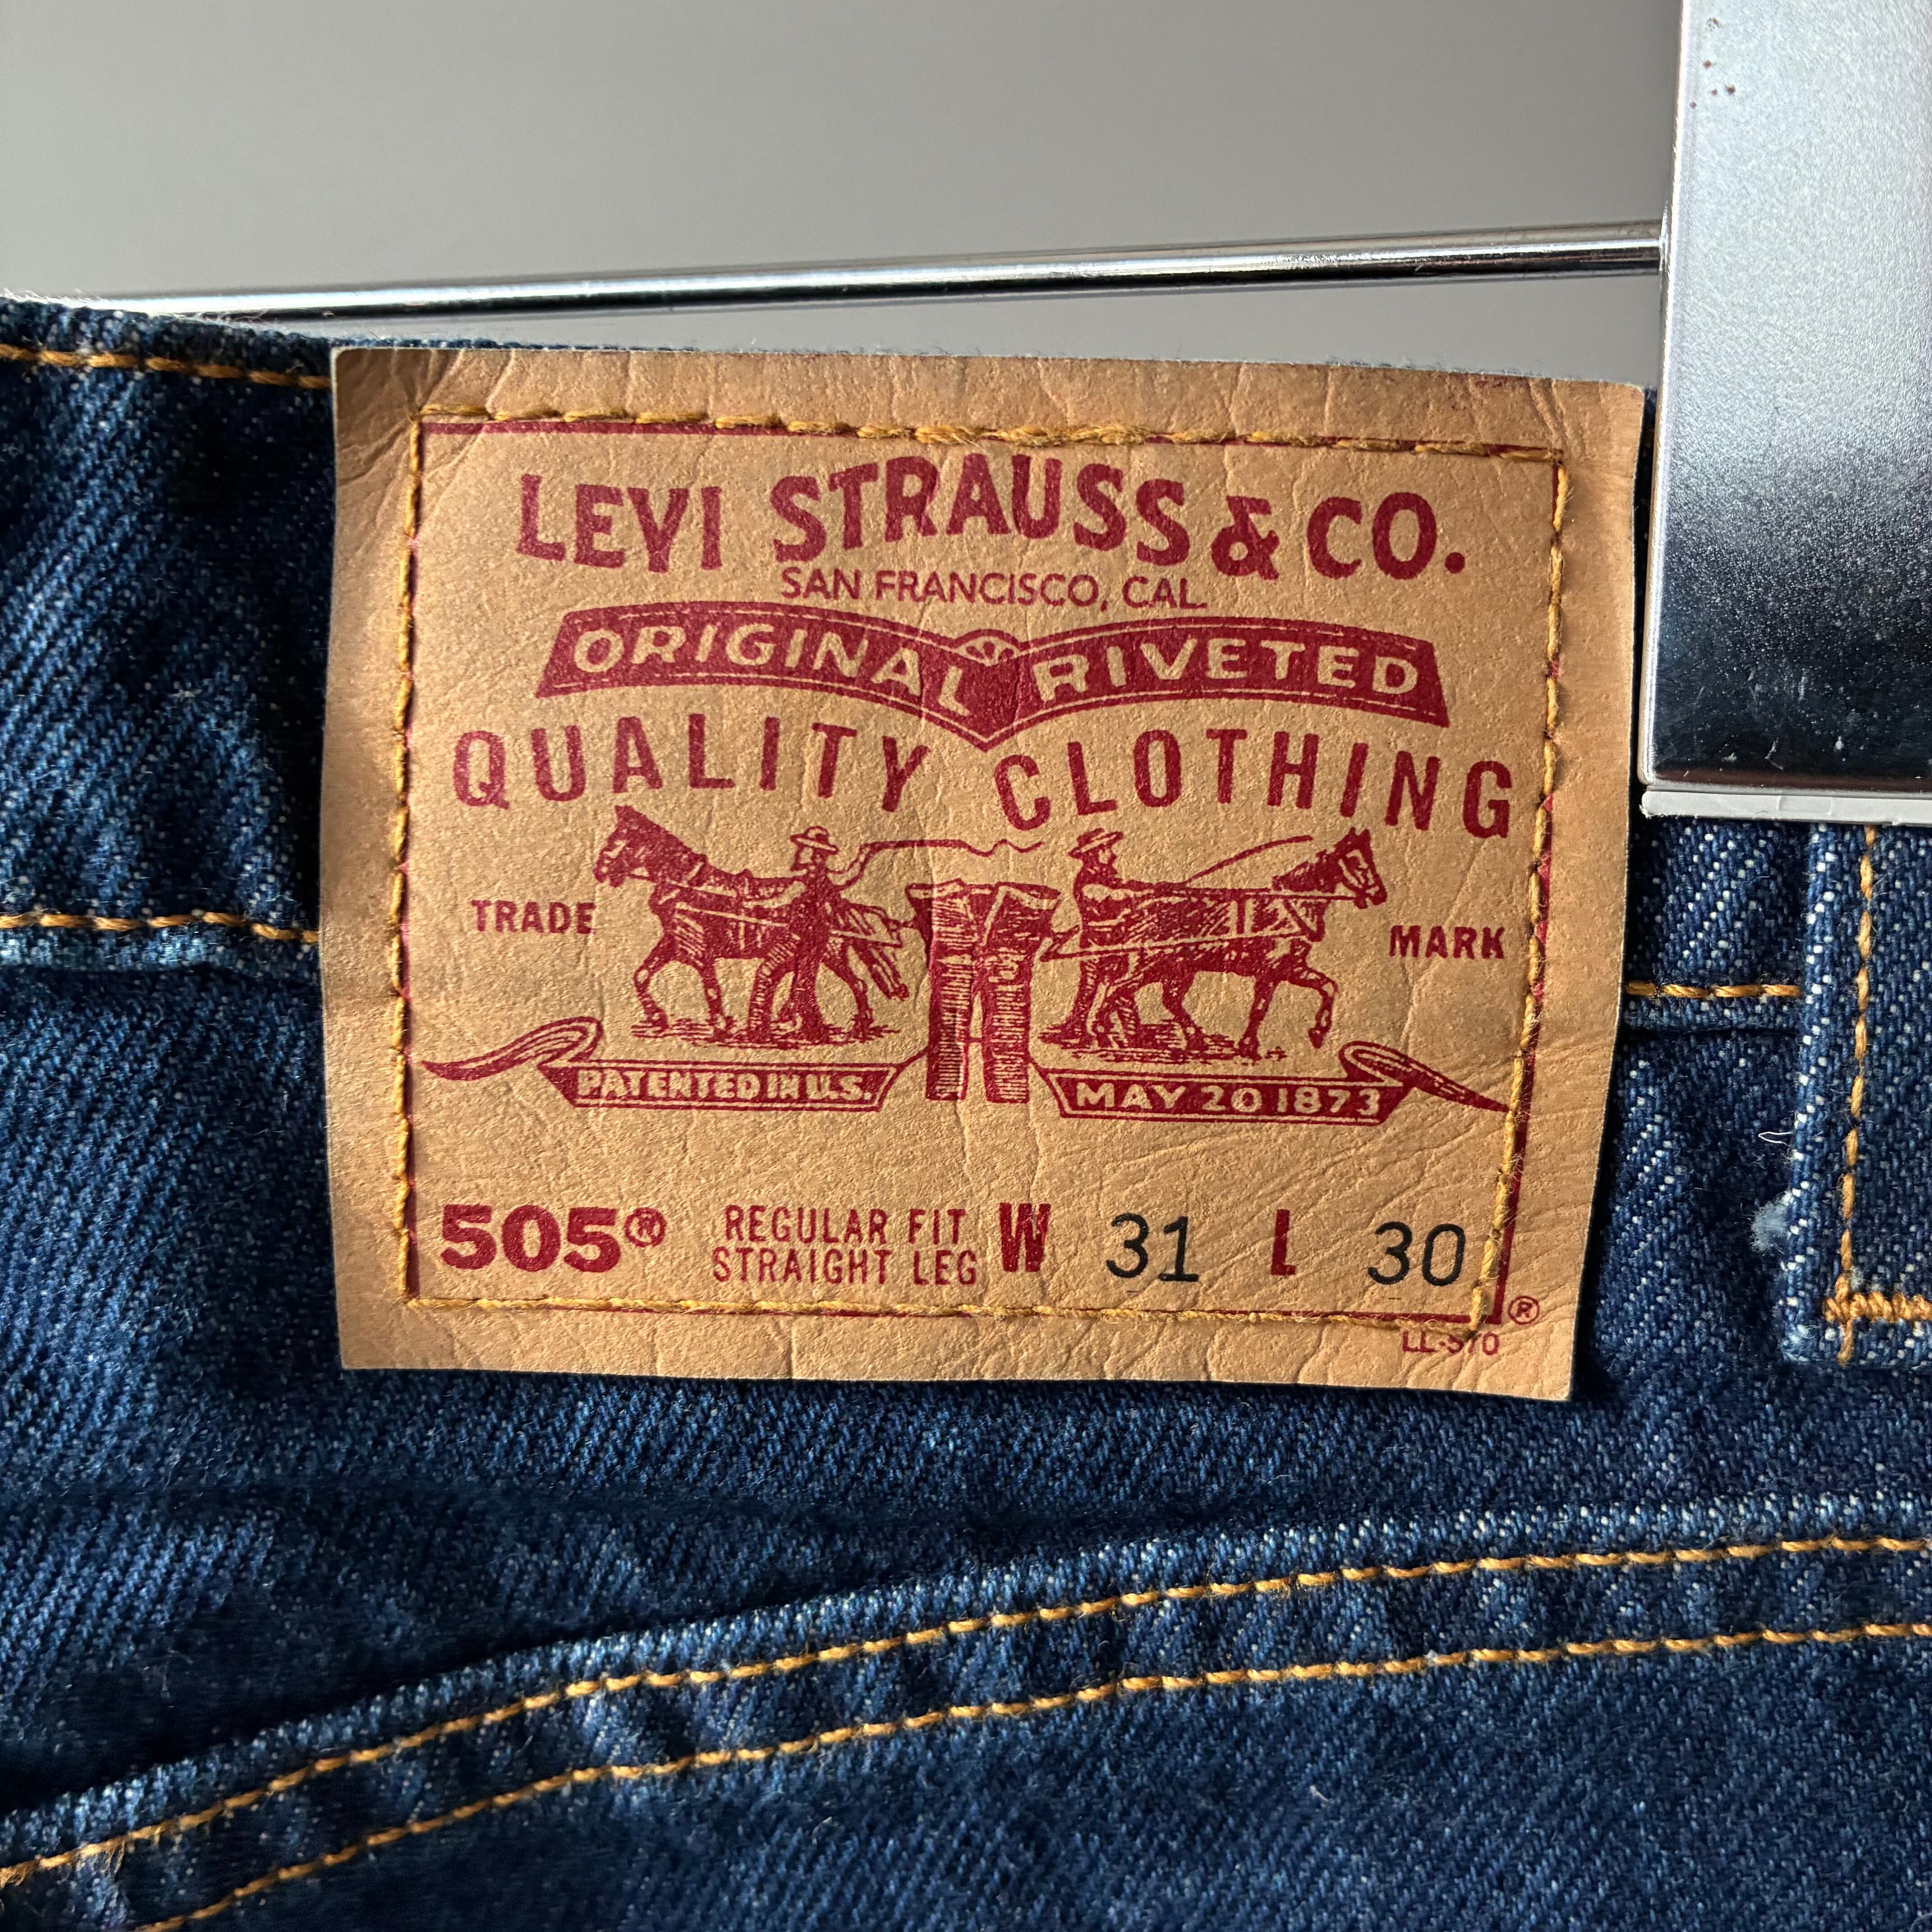 LEVI STRAUSS & CO.
SAN FRANCISCO, CAL.
ORIGINAL RIVETED
QUALITY CLOTHING
TRADE MARK
PATENTED IN U.S. MAY 20 1873
505® REGULAR FIT STRAIGHT LEG W 31 L 30
®